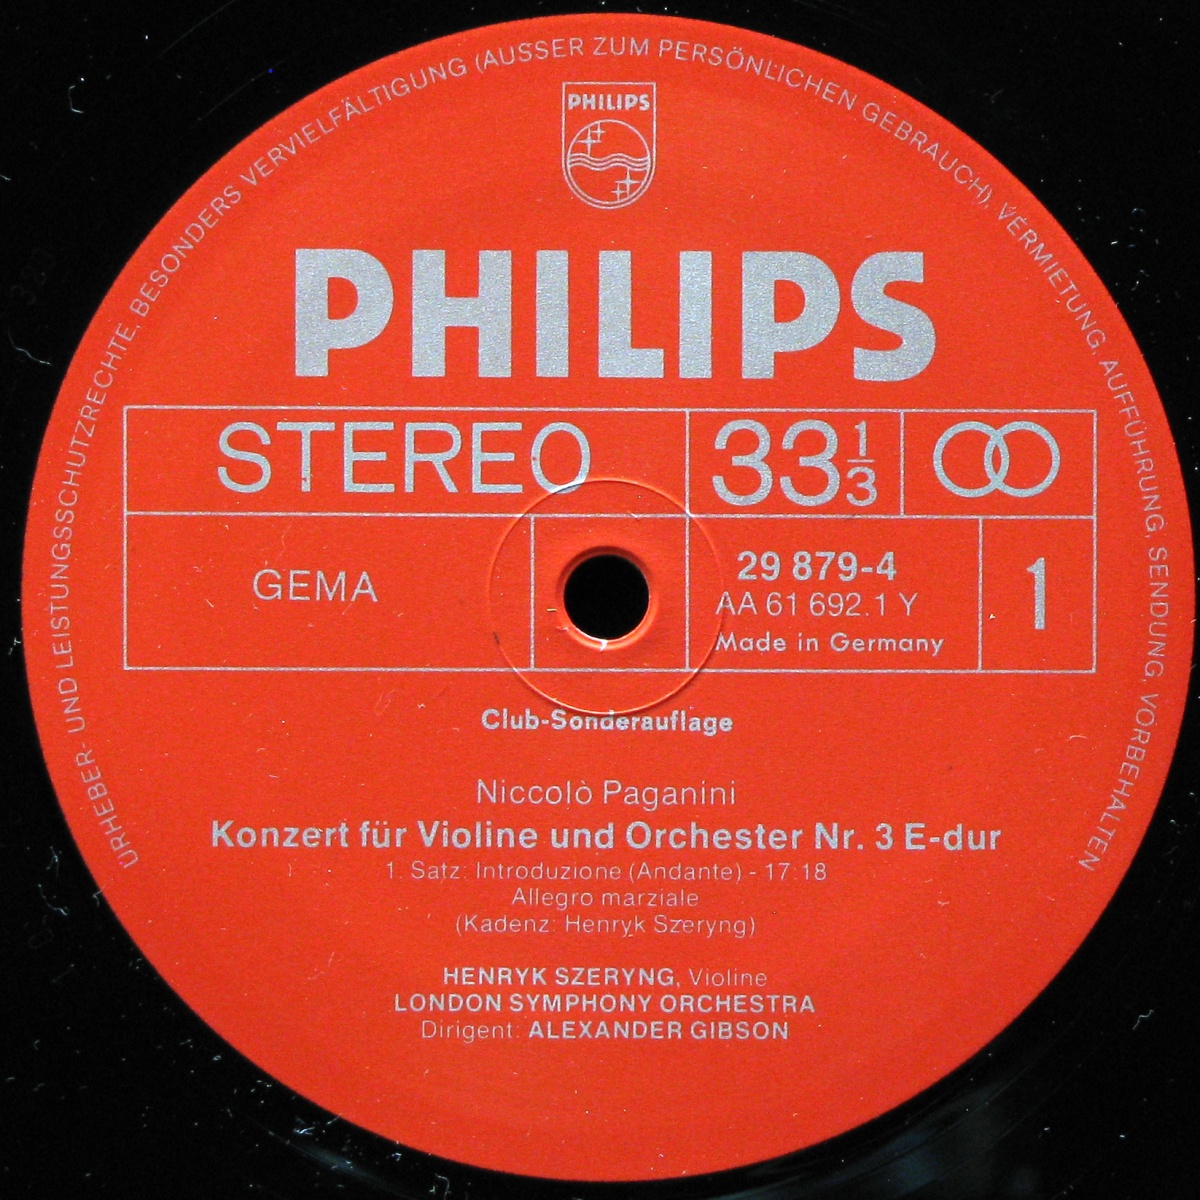 URHEBER- UND LEISTUNGSSCHUTZRECHTE, BESONDERS VERVIELFÄLTIGUNG (AUSSER ZUM PERSÖNLICHEN GEBRAUCH), VERMIETUNG, AUFFÜHRUNG, SENDUNG, VORBEHALTEN
PHILIPS
PHILIPS
STEREO 33 1/3
GEMA
29 879-4
AA 61 692.1 Y
Made in Germany
1
Club-Sonderauflage
Niccolò Paganini
Konzert für Violine und Orchester Nr. 3 E-dur
1. Satz: Introduzione (Andante) - 17:18
Allegro marziale
(Kadenz: Henryk Szeryng)
HENRYK SZERYNG, Violine
LONDON SYMPHONY ORCHESTRA
Dirigent: ALEXANDER GIBSON